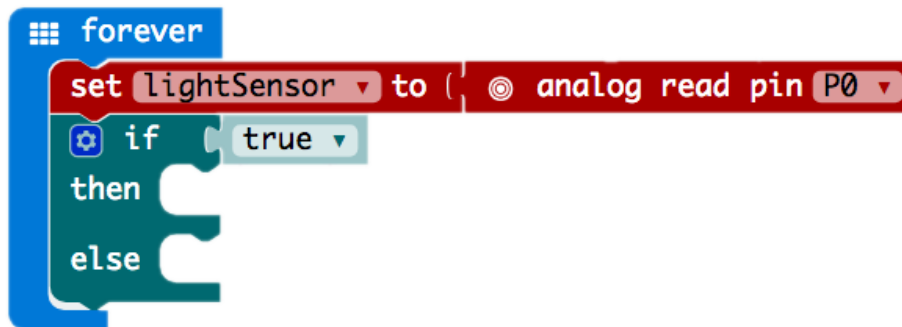 forever
set lightSensor to analog read pin P0
if true
then
else